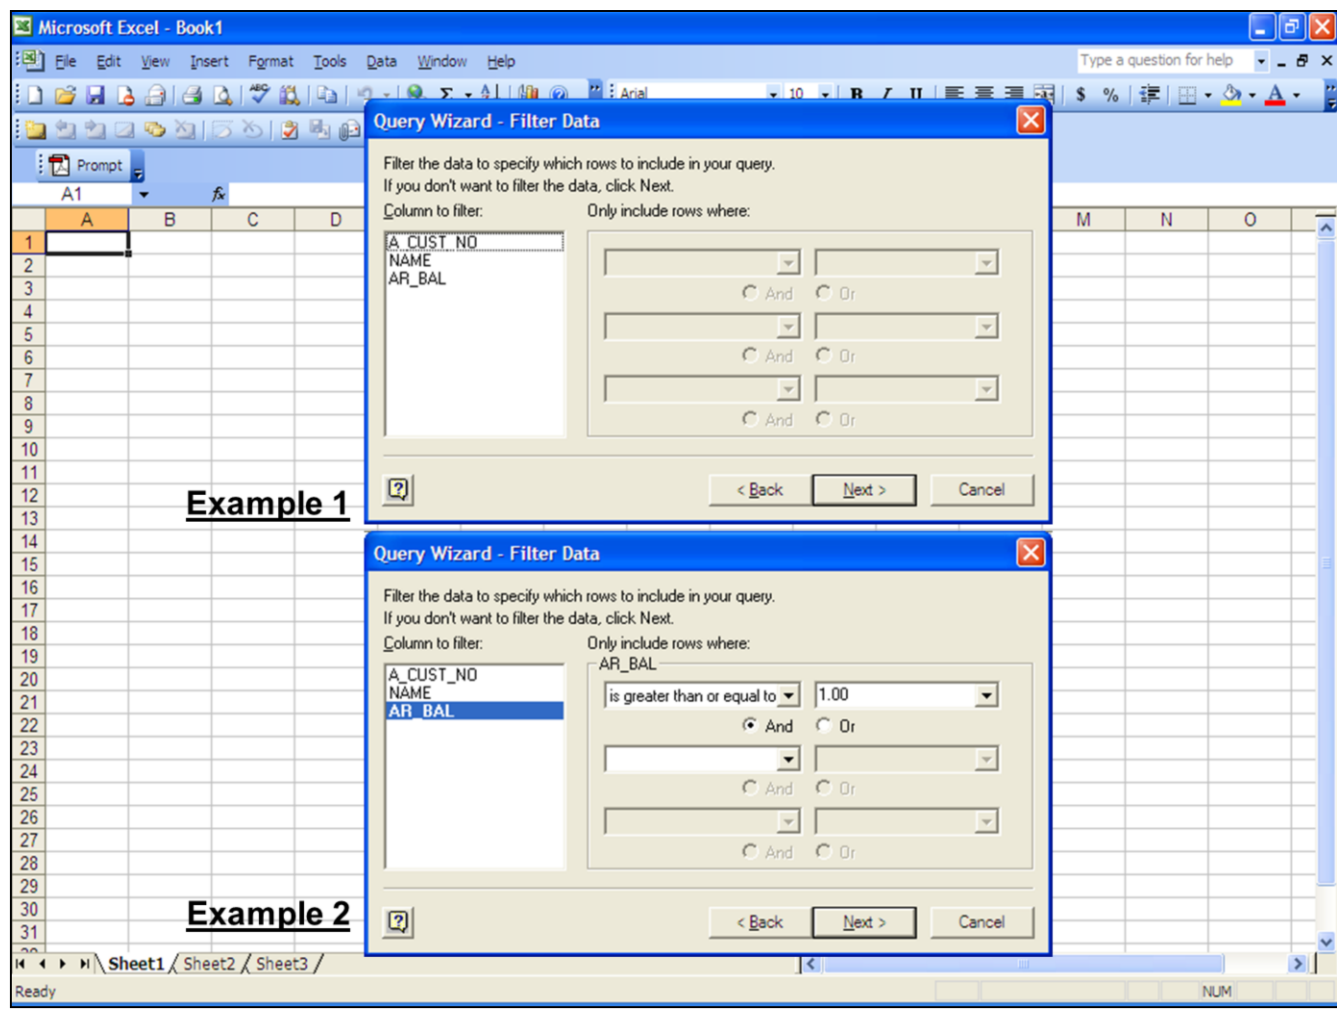 Microsoft Excel - Book1
File Edit View Insert Format Tools Data Window Help Type a question for help
Arial 10 B I U $ %
Prompt
A1 fx
A B C D M N O
Query Wizard - Filter Data
Filter the data to specify which rows to include in your query.
If you don't want to filter the data, click Next.
Column to filter: Only include rows where:
A_CUST_NO
NAME
AR_BAL
And Or
And Or
And Or
< Back Next > Cancel
Example 1
Query Wizard - Filter Data
Filter the data to specify which rows to include in your query.
If you don't want to filter the data, click Next.
Column to filter: Only include rows where:
AR_BAL
A_CUST_NO
NAME
AR_BAL
is greater than or equal to 1.00
And Or
And Or
And Or
< Back Next > Cancel
Example 2
1
2
3
4
5
6
7
8
9
10
11
12
13
14
15
16
17
18
19
20
21
22
23
24
25
26
27
28
29
30
31
Sheet1 Sheet2 Sheet3
Ready NUM